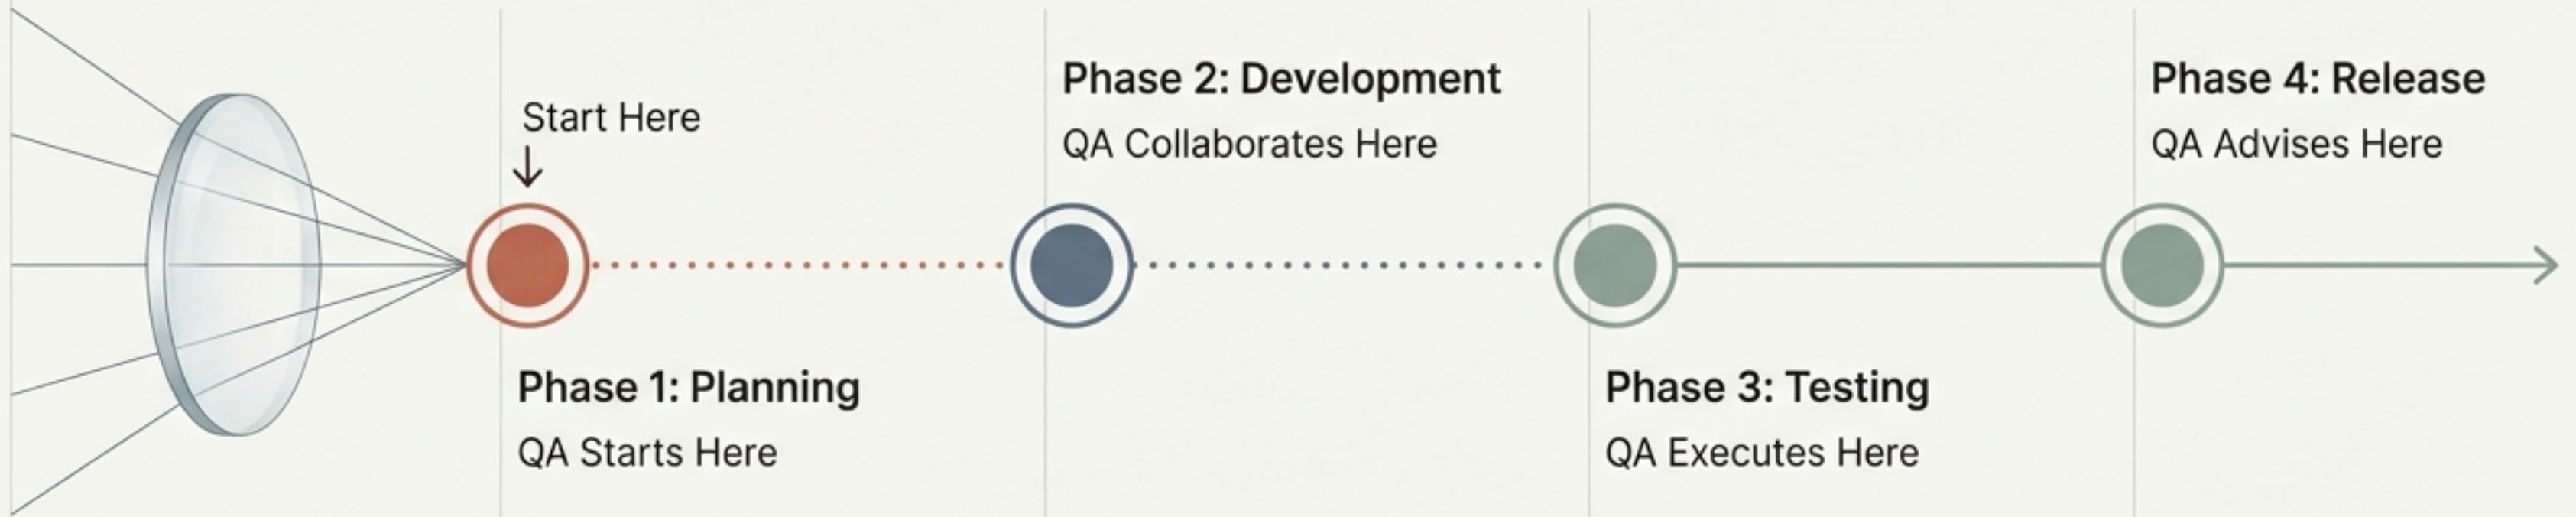 Start Here
Phase 1: Planning
QA Starts Here
Phase 2: Development
QA Collaborates Here
Phase 3: Testing
QA Executes Here
Phase 4: Release
QA Advises Here